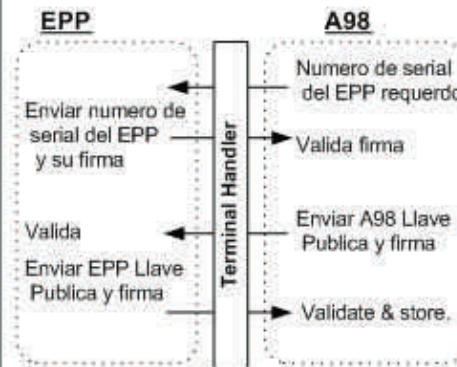 EPP
A98
Numero de serial
del EPP requerdo
Enviar numero de
serial del EPP
y su firma
Valida firma
Terminal Handler
Valida
Enviar A98 Llave
Publica y firma
Enviar EPP Llave
Publica y firma
Validate & store.